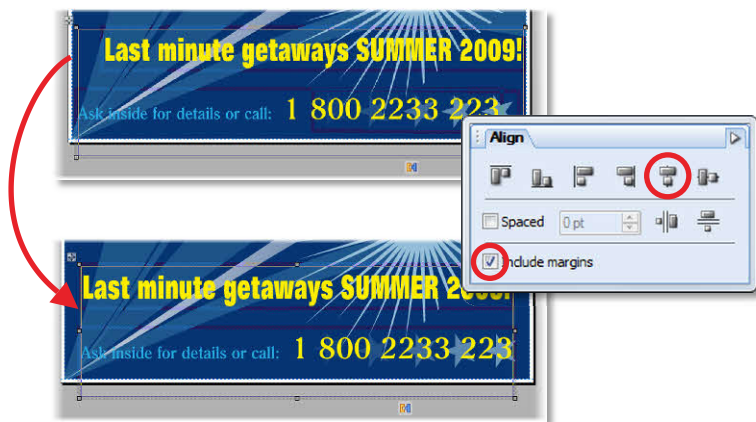 Last minute getaways SUMMER 2009!
Ask inside for details or call: 1 800 2233 223
Align
Spaced 0 pt
Include margins
Last minute getaways SUMMER
Ask inside for details or call: 1 800 2233 223